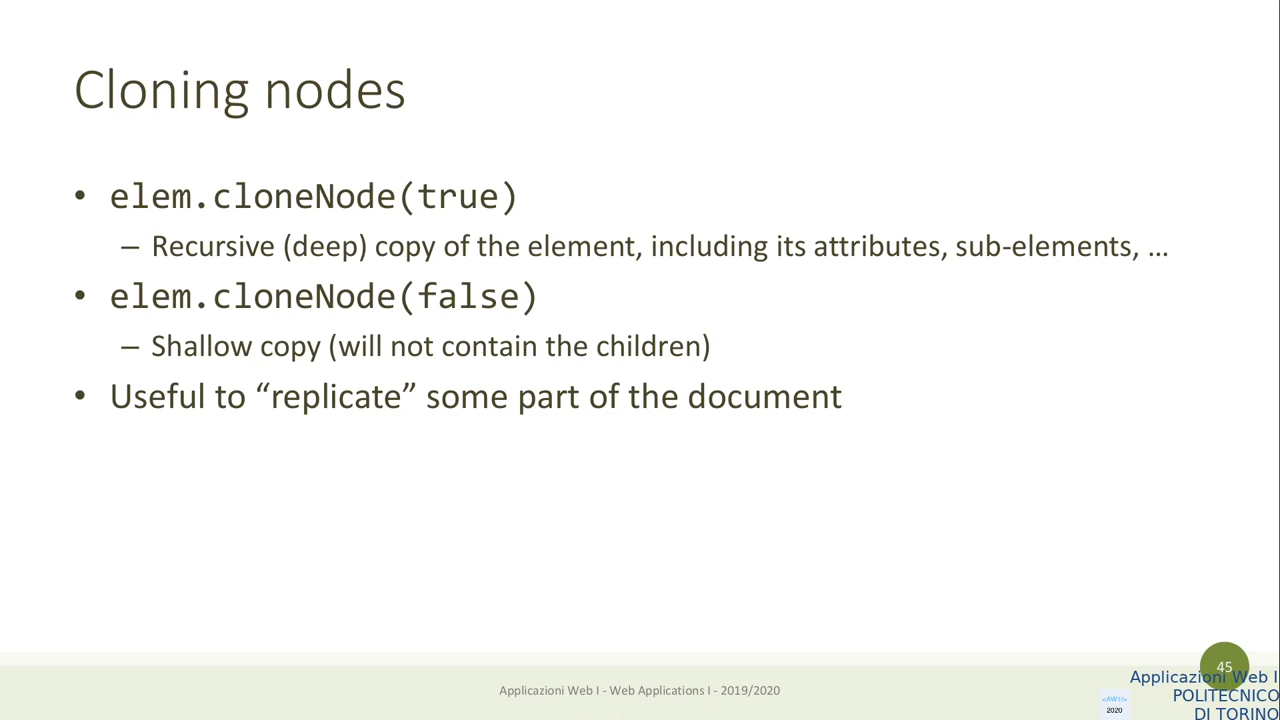 Cloning nodes
• elem.cloneNode(true)
– Recursive (deep) copy of the element, including its attributes, sub-elements, …
• elem.cloneNode(false)
– Shallow copy (will not contain the children)
• Useful to “replicate” some part of the document
45
Applicazioni Web I - Web Applications I - 2019/2020
<AW1/>
2020
Applicazioni Web I
POLITECNICO
DI TORINO